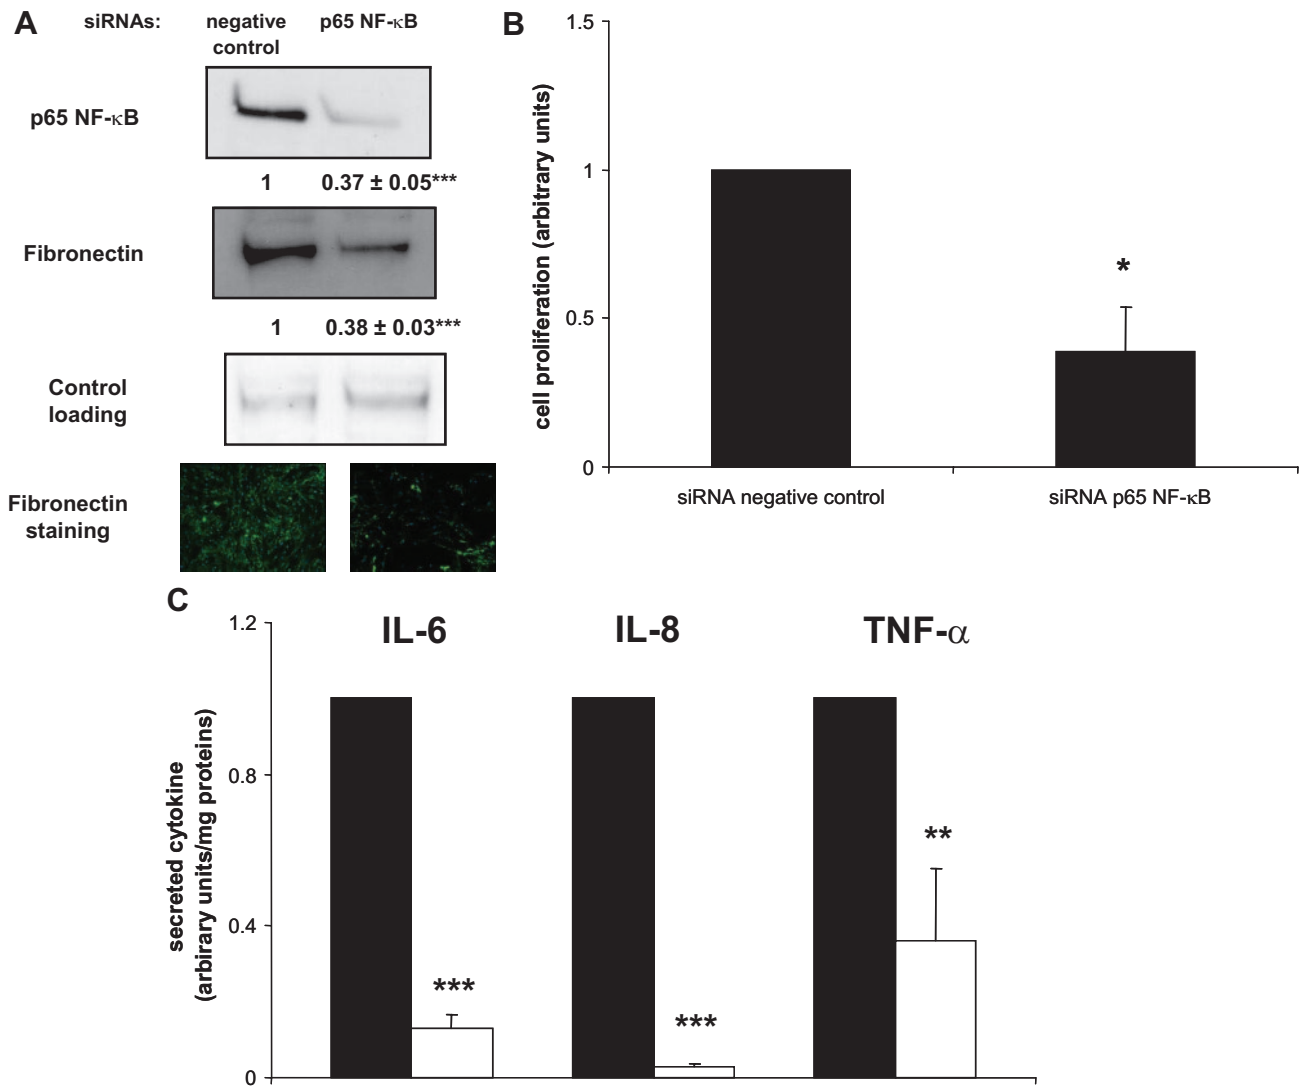 A
siRNAs:
negative
control
p65 NF-κB
p65 NF-κB
1
0.37 ± 0.05***
Fibronectin
1
0.38 ± 0.03***
Control
loading
Fibronectin
staining
B
cell proliferation (arbitrary units)
1.5
1
0.5
0
*
siRNA negative control
siRNA p65 NF-κB
C
secreted cytokine
(arbirary units/mg proteins)
1.2
0.8
0.4
0
IL-6
IL-8
TNF-α
***
***
**